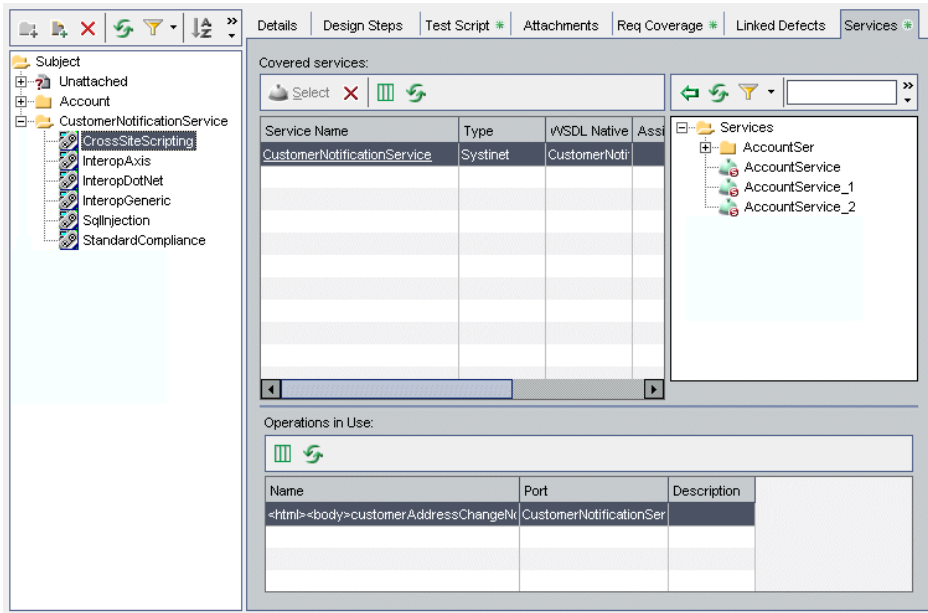 Details Design Steps Test Script * Attachments Req Coverage * Linked Defects Services *
Subject
Unattached
Account
CustomerNotificationService
CrossSiteScripting
InteropAxis
InteropDotNet
InteropGeneric
SqlInjection
StandardCompliance
Covered services:
Select
Service Name Type WSDL Native Assi
CustomerNotificationService Systinet CustomerNoti
Services
AccountSer
AccountService
AccountService_1
AccountService_2
Operations in Use:
Name Port Description
<html><body>customerAddressChangeNo CustomerNotificationSer